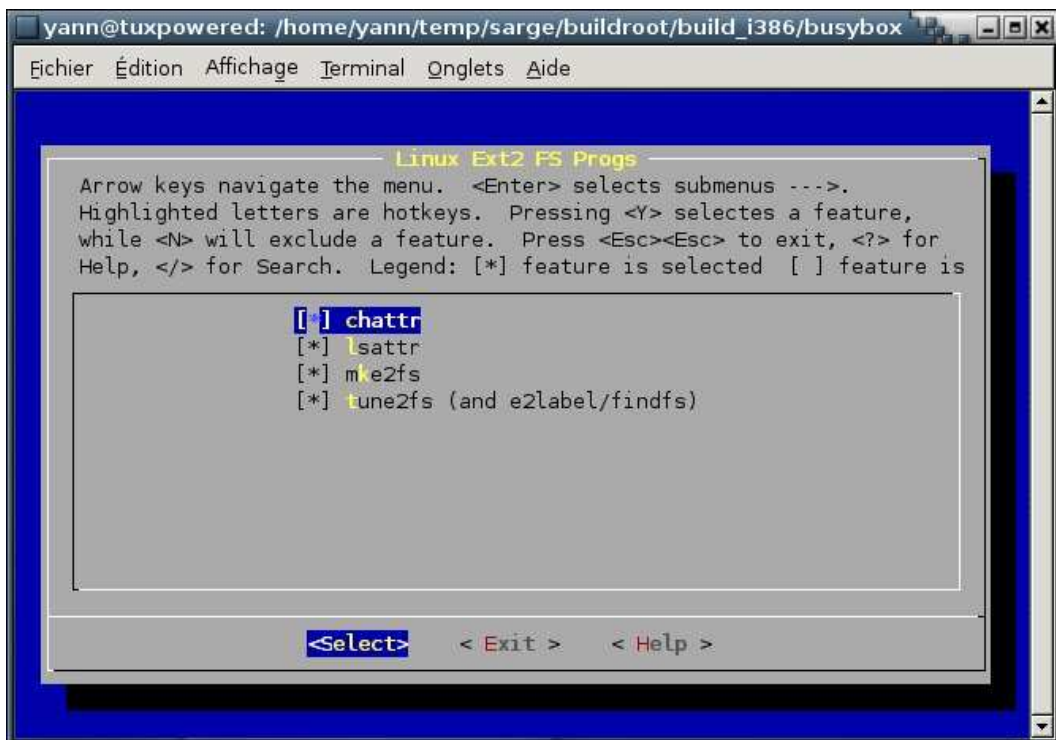 yann@tuxpowered: /home/yann/temp/sarge/buildroot/build_i386/busybox
Fichier Édition Affichage Terminal Onglets Aide
Linux Ext2 FS Progs
Arrow keys navigate the menu. <Enter> selects submenus --->.
Highlighted letters are hotkeys. Pressing <Y> selectes a feature,
while <N> will exclude a feature. Press <Esc><Esc> to exit, <?> for
Help, </> for Search. Legend: [*] feature is selected [ ] feature is
[*] chattr
[*] lsattr
[*] mke2fs
[*] tune2fs (and e2label/findfs)
<Select> < Exit > < Help >